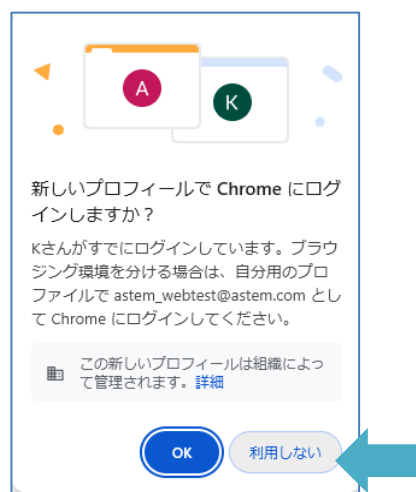 A
K
新しいプロフィールで Chrome にログ
インしますか？
Kさんがすでにログインしています。ブラウ
ジング環境を分ける場合は、自分用のプロ
ファイルで astem_webtest@astem.com とし
て Chrome にログインしてください。
この新しいプロフィールは組織によっ
て管理されます。詳細
OK
利用しない